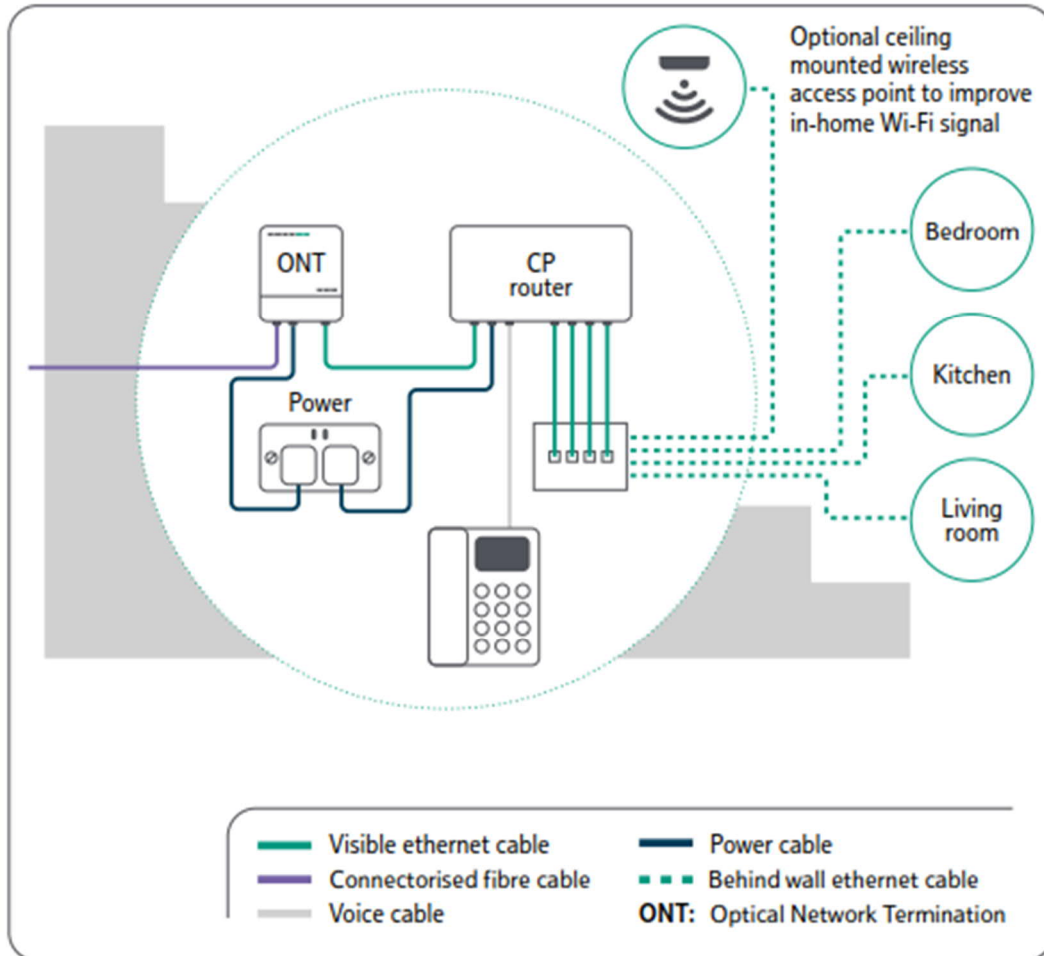 Optional ceiling
mounted wireless
access point to improve
in-home Wi-Fi signal
ONT
CP
router
Bedroom
Power
Kitchen
Living
room
Visible ethernet cable
Connectorised fibre cable
Voice cable
Power cable
Behind wall ethernet cable
ONT: Optical Network Termination